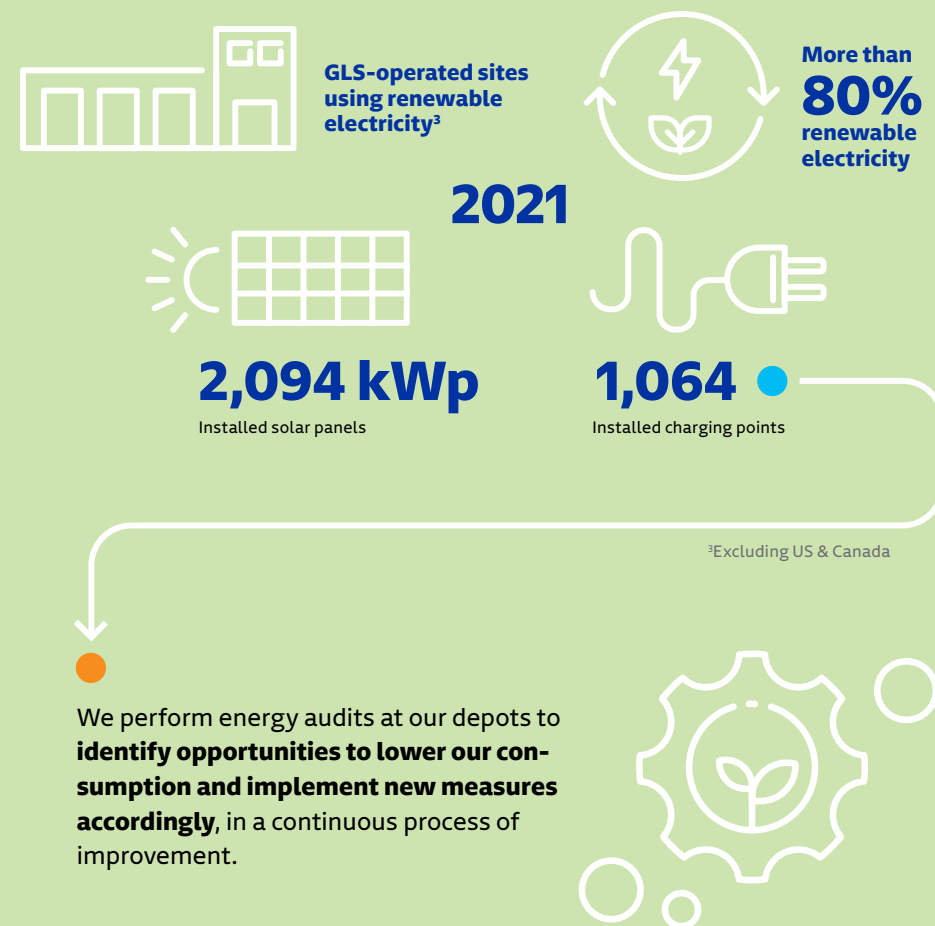 GLS-operated sites
using renewable
electricity³
More than
80%
renewable
electricity
2021
2,094 kWp
Installed solar panels
1,064
Installed charging points
³Excluding US & Canada
We perform energy audits at our depots to
identify opportunities to lower our con-
sumption and implement new measures
accordingly, in a continuous process of
improvement.